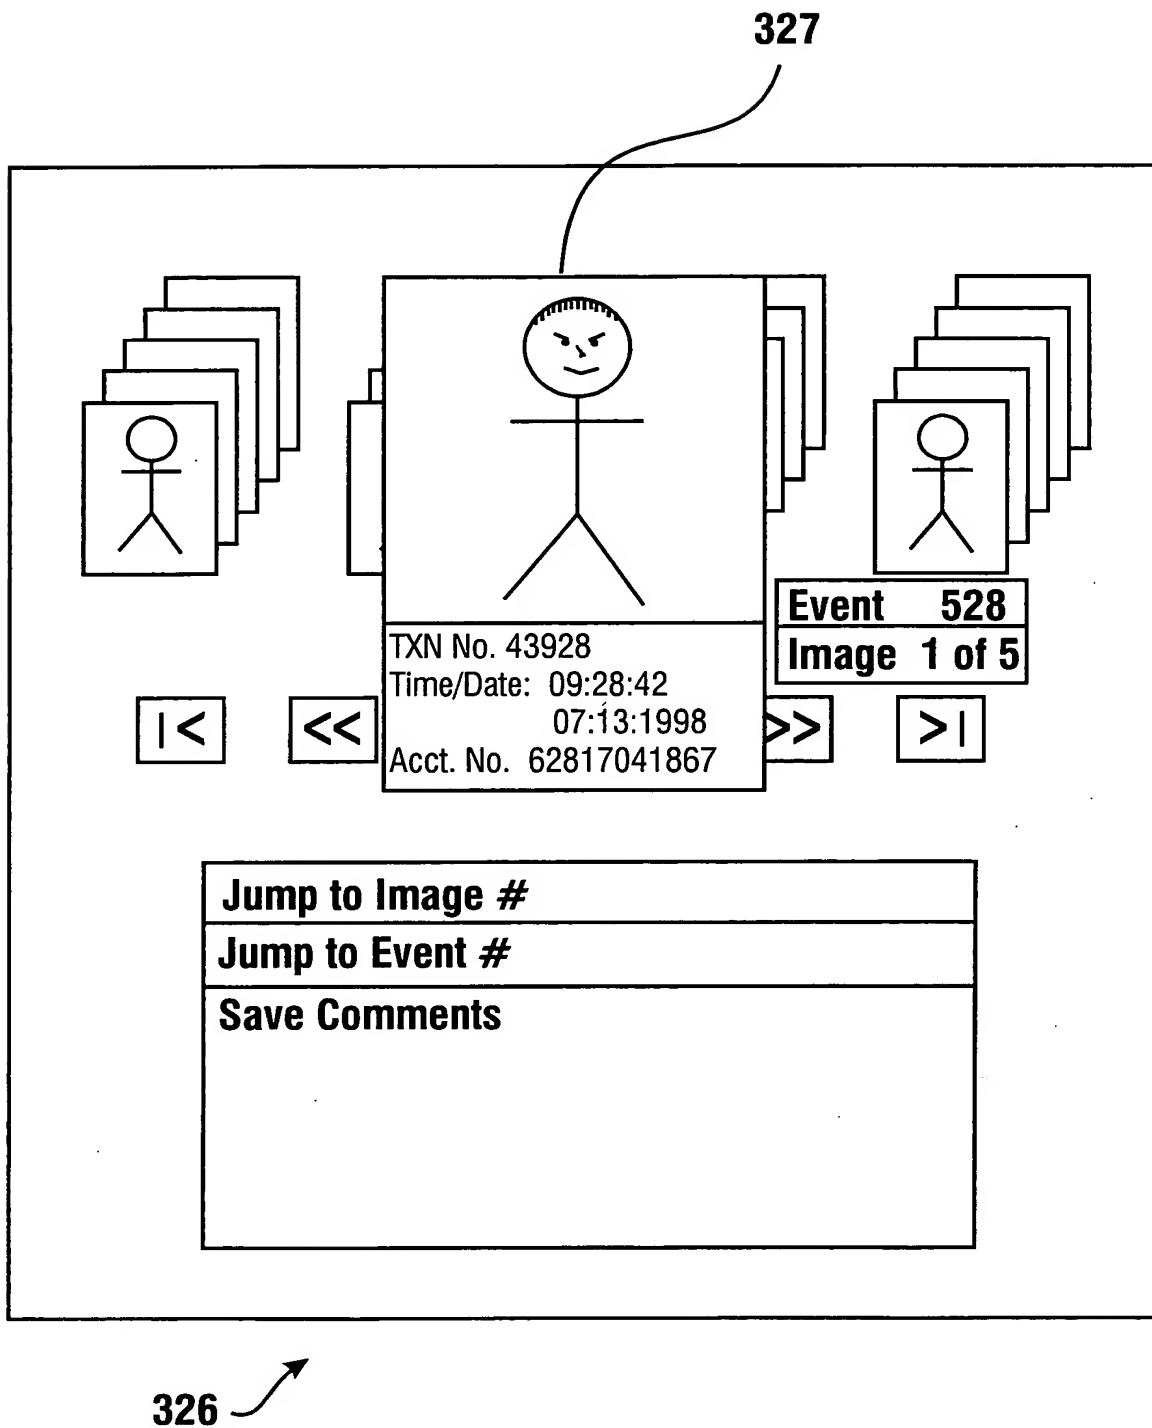 327
Event 528
Image 1 of 5
TXN No. 43928
Time/Date: 09:28:42
07:13:1998
Acct. No. 62817041867
|<
<<
>>
>|
Jump to Image #
Jump to Event #
Save Comments
326